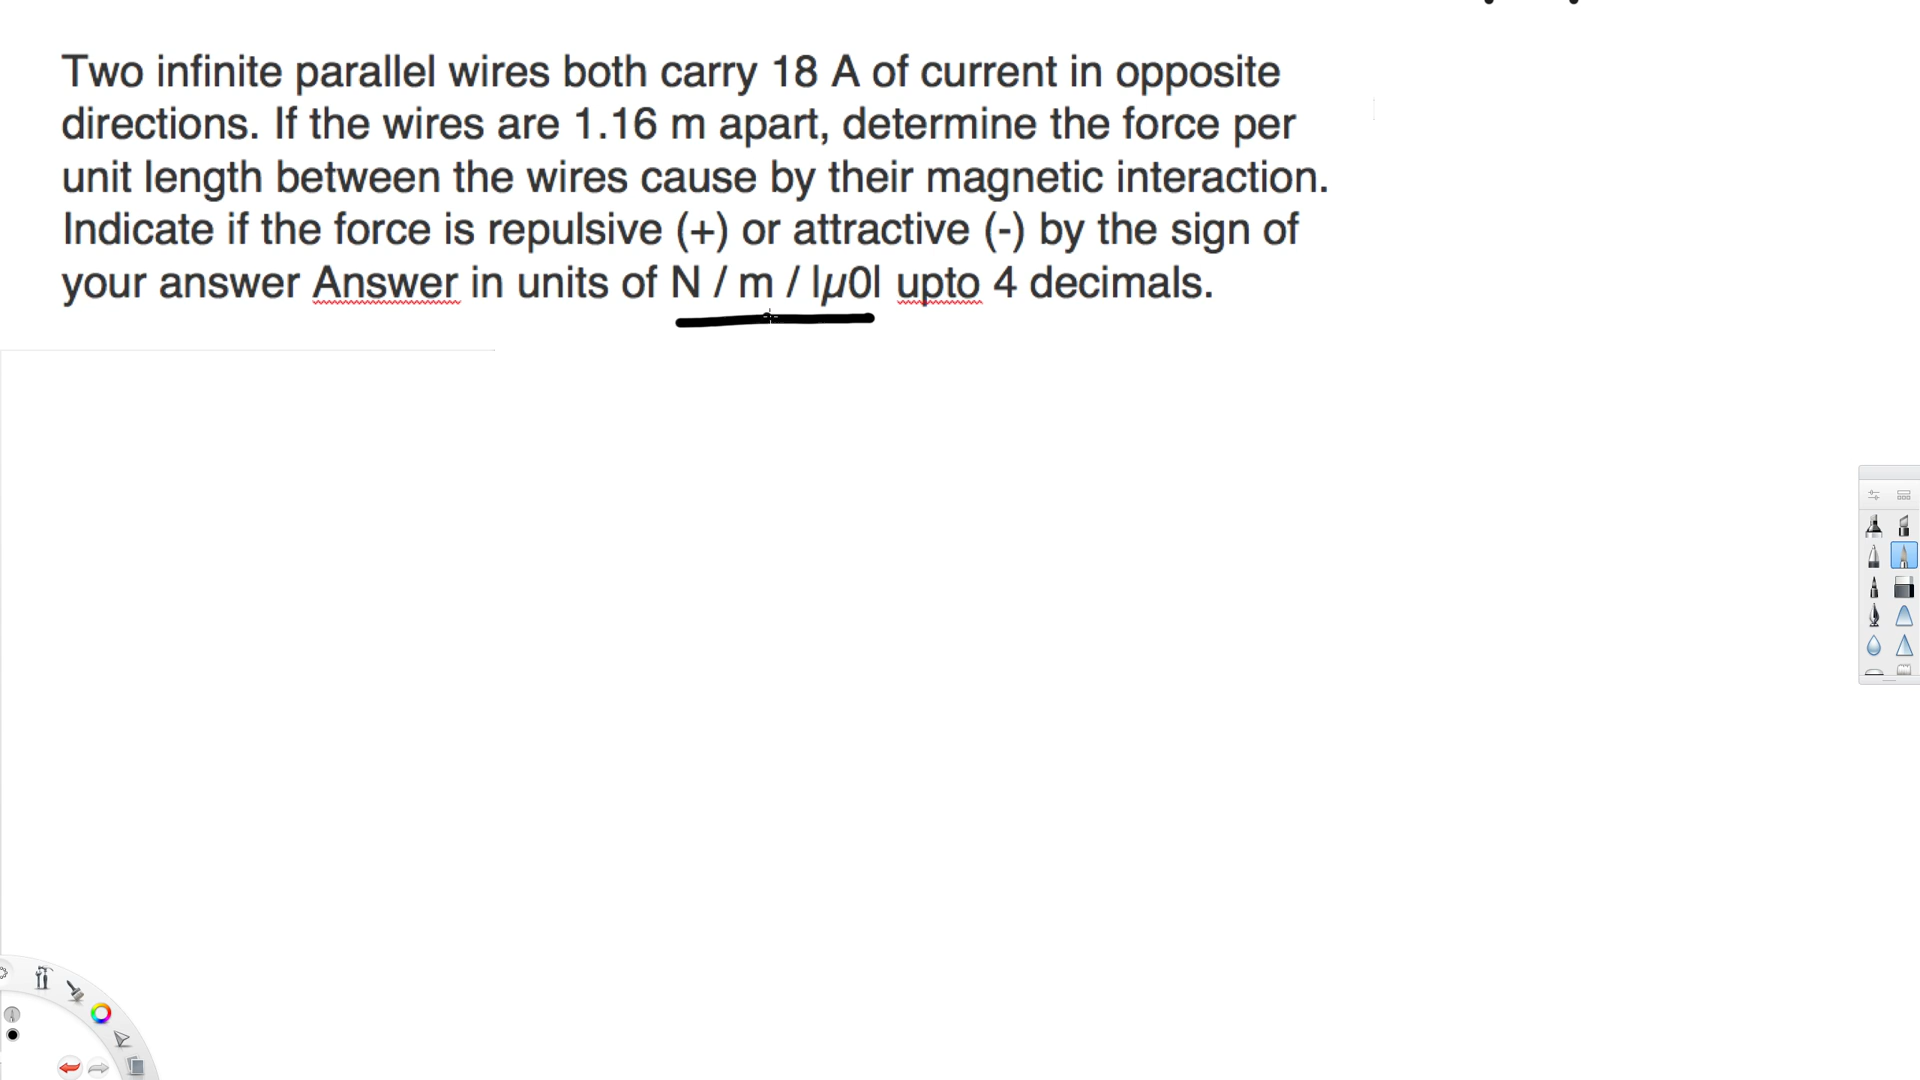 Two infinite parallel wires both carry 18 A of current in opposite
directions. If the wires are 1.16 m apart, determine the force per
unit length between the wires cause by their magnetic interaction.
Indicate if the force is repulsive (+) or attractive (-) by the sign of
your answer Answer in units of N / m / lμ0l upto 4 decimals.